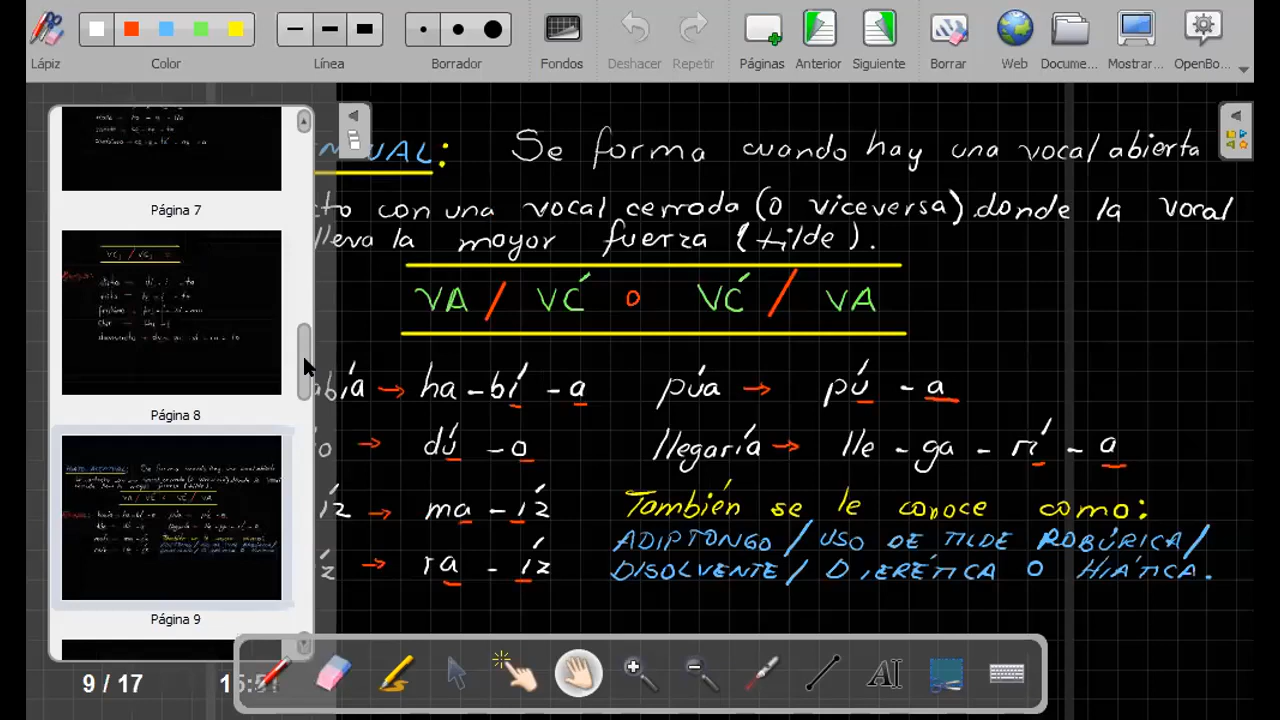 Lápiz Color Línea Borrador Fondos Deshacer Repetir Páginas Anterior Siguiente Borrar Web Docume... Mostrar... OpenBo...
Página 7
Página 8
Página 9
9 / 17
UAL: Se forma cuando hay una vocal abierta
cto con una vocal cerrada (o viceversa) donde la vocal
lleva la mayor fuerza (tilde).
VA / VĆ o VĆ / VA
abía → ha - bí - a púa → pú - a
o → dú - o llegaría → lle - ga - rí - a
íz → ma - íz También se le conoce como:
íz → ra - íz ADIPTONGO / USO DE TILDE ROBÚRICA /
DISOLVENTE / DIERÉTICA O HIÁTICA.